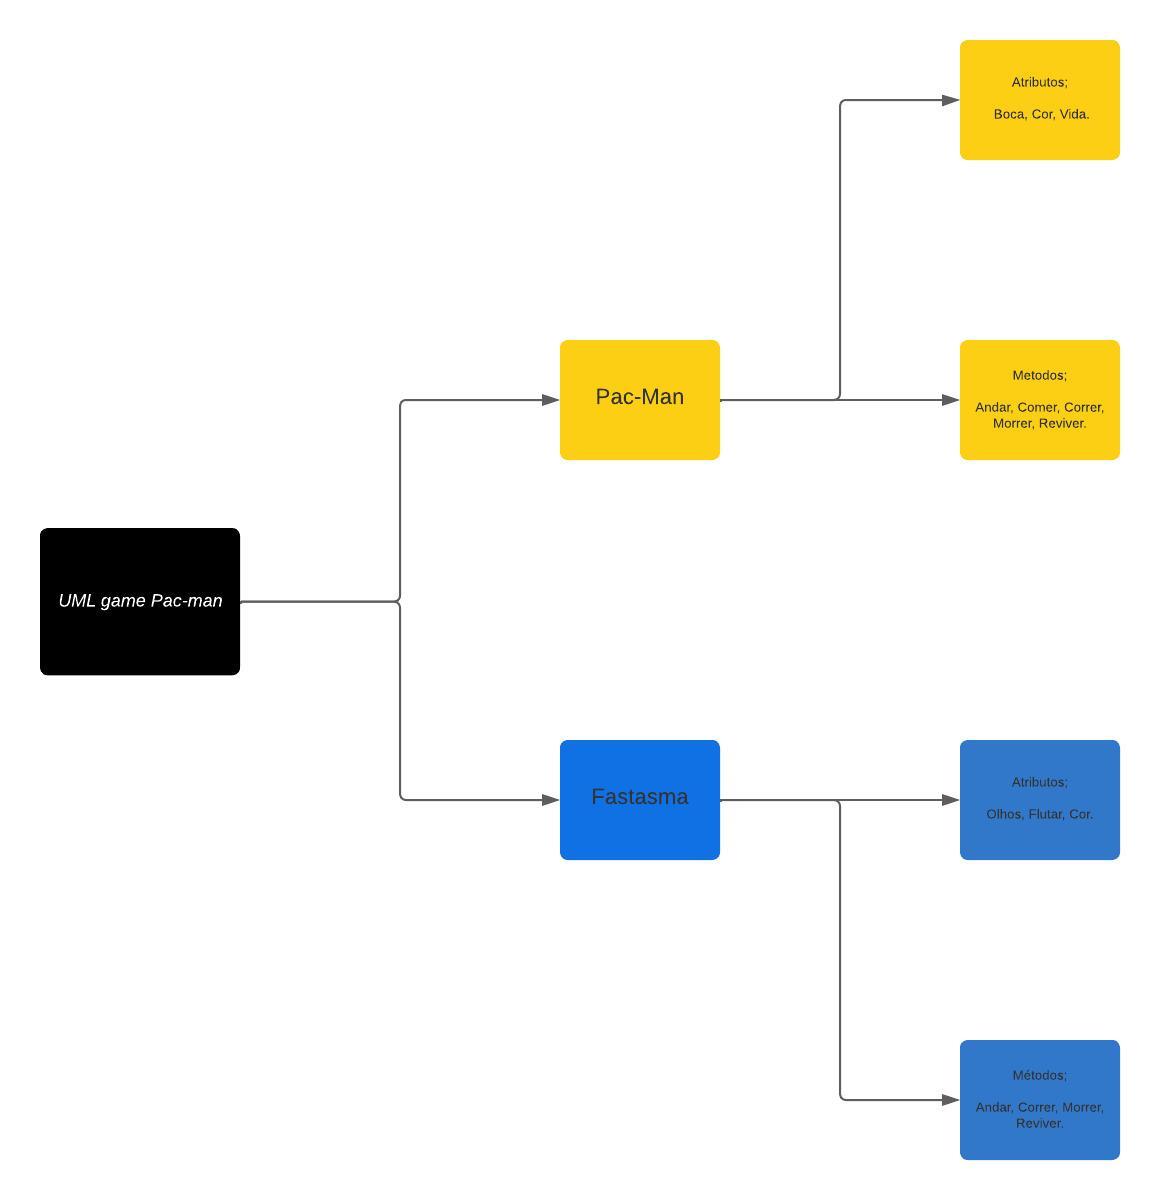 Atributos;
Boca, Cor, Vida.
Pac-Man
Metodos;
Andar, Comer, Correr,
Morrer, Reviver.
UML game Pac-man
Fastasma
Atributos;
Olhos, Flutar, Cor.
Métodos;
Andar, Correr, Morrer,
Reviver.